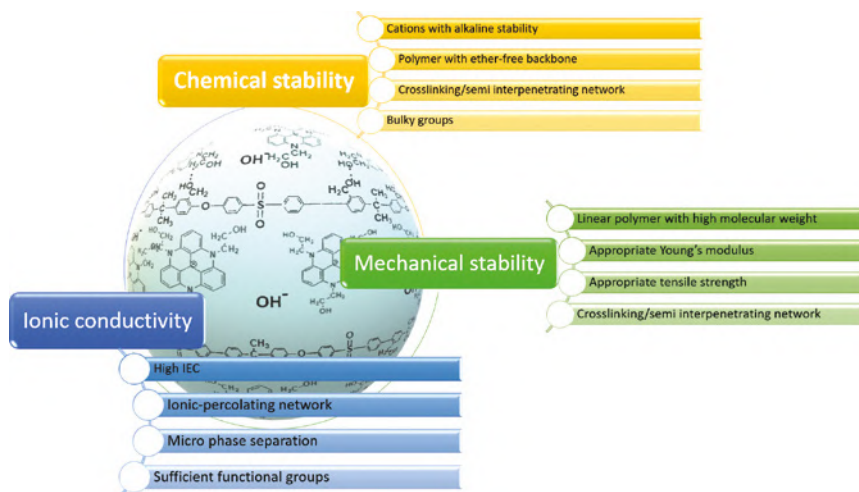 Cations with alkaline stability
Polymer with ether-free backbone
Chemical stability
Crosslinking/semi interpenetrating network
Bulky groups
OH⁻
Linear polymer with high molecular weight
Appropriate Young's modulus
Mechanical stability
Appropriate tensile strength
Crosslinking/semi interpenetrating network
OH⁻
Ionic conductivity
CH₃
High IEC
Ionic-percolating network
Micro phase separation
Sufficient functional groups